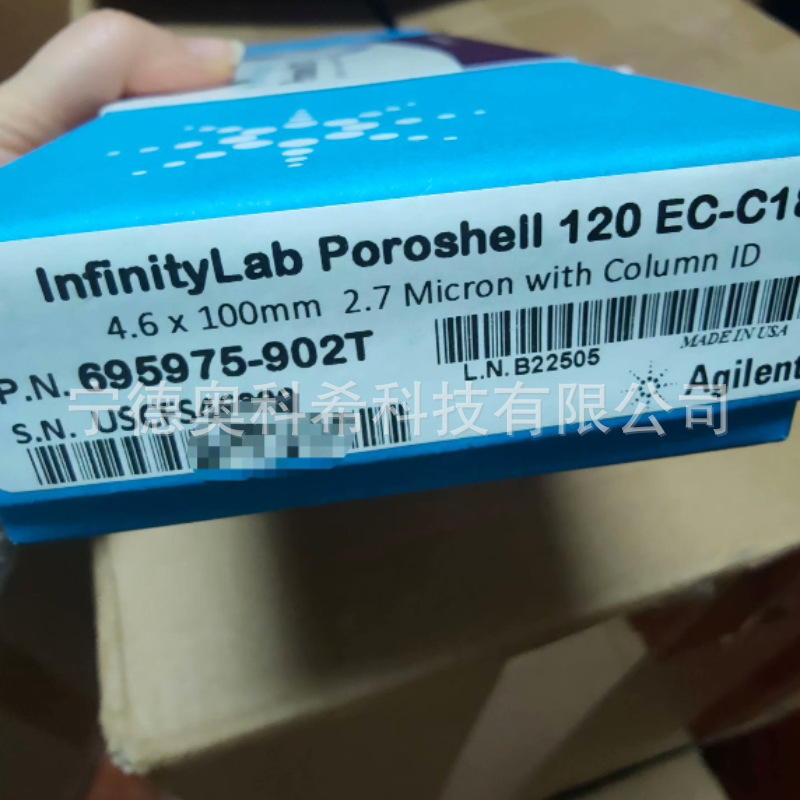 InfinityLab Poroshell 120 EC-C18
4.6 x 100mm 2.7 Micron with Column ID
P.N. 695975-902T
L.N. B22505
MADE IN USA
Agilent
S.N.
宁德奥科希科技有限公司